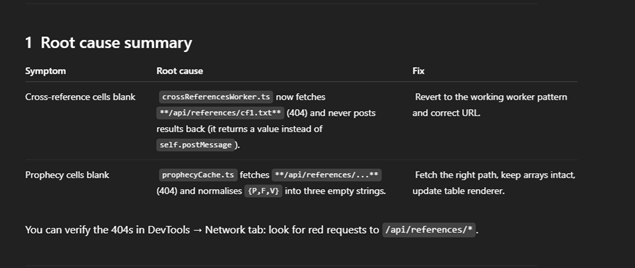 1 Root cause summary
Symptom Root cause Fix
Cross-reference cells blank crossReferencesWorker.ts now fetches Revert to the working worker pattern
**/api/references/cf1.txt** (404) and never posts and correct URL.
results back (it returns a value instead of
self.postMessage).
Prophecy cells blank prophecyCache.ts fetches **/api/references/...** Fetch the right path, keep arrays intact,
(404) and normalises {P,F,V} into three empty strings. update table renderer.
You can verify the 404s in DevTools → Network tab: look for red requests to /api/references/*.